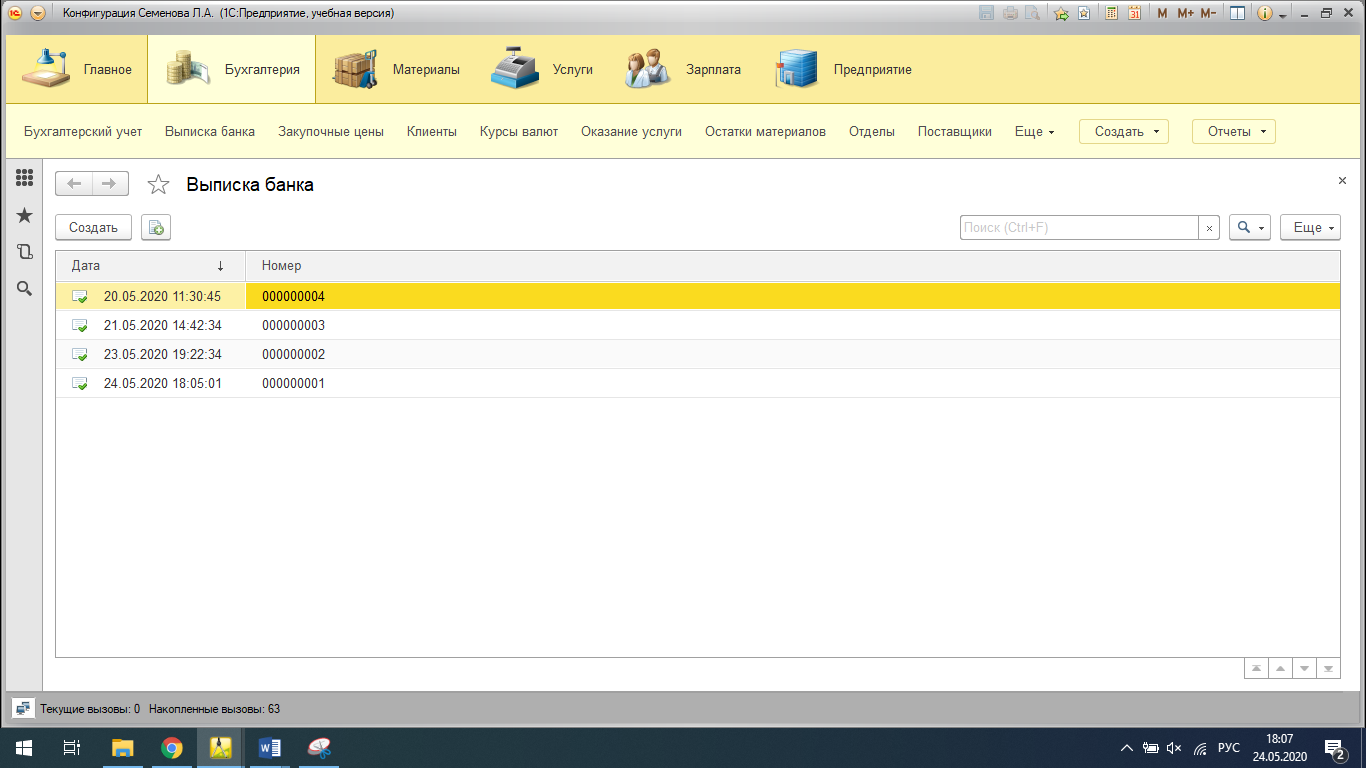 Конфигурация Семенова Л.А. (1С:Предприятие, учебная версия)
M M+ M-
Главное Бухгалтерия Материалы Услуги Зарплата Предприятие
Бухгалтерский учет Выписка банка Закупочные цены Клиенты Курсы валют Оказание услуги Остатки материалов Отделы Поставщики Еще Создать Отчеты
Выписка банка
Создать Поиск (Ctrl+F) Еще
Дата Номер
20.05.2020 11:30:45 000000004
21.05.2020 14:42:34 000000003
23.05.2020 19:22:34 000000002
24.05.2020 18:05:01 000000001
Текущие вызовы: 0 Накопленные вызовы: 63
РУС
18:07
24.05.2020
2